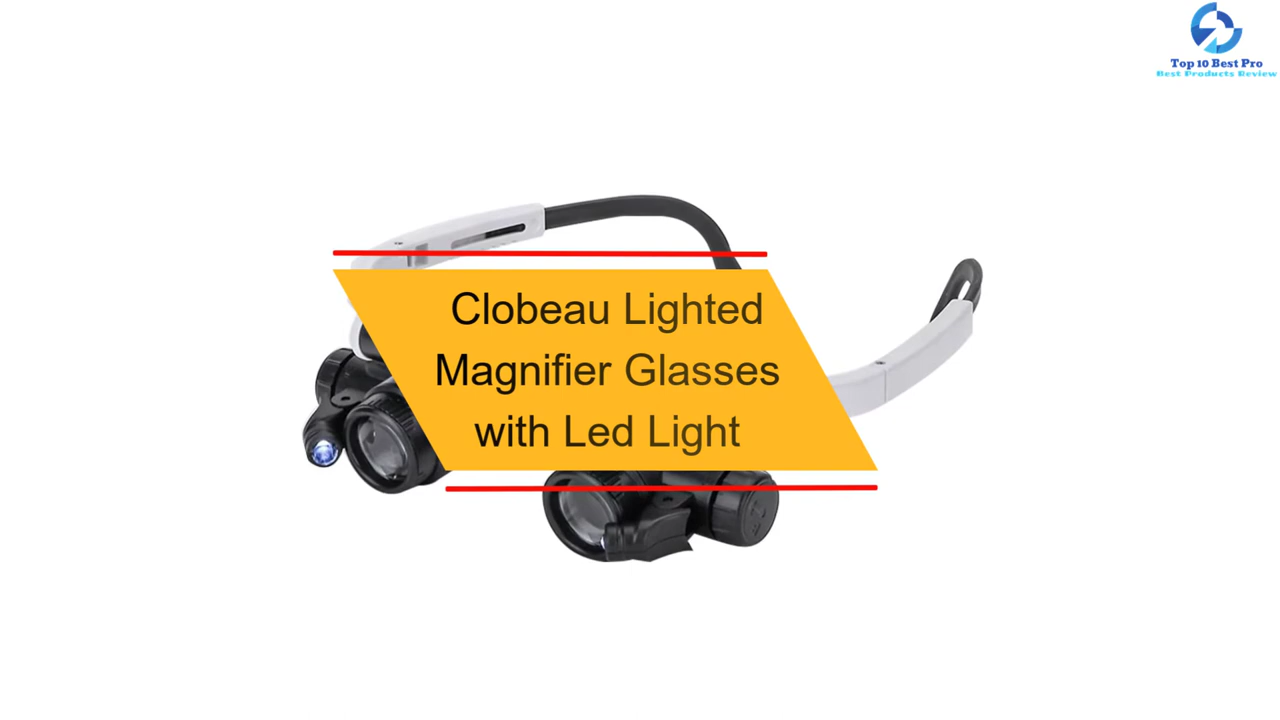 Top 10 Best Pro
Best Products Review
Clobeau Lighted
Magnifier Glasses
with Led Light